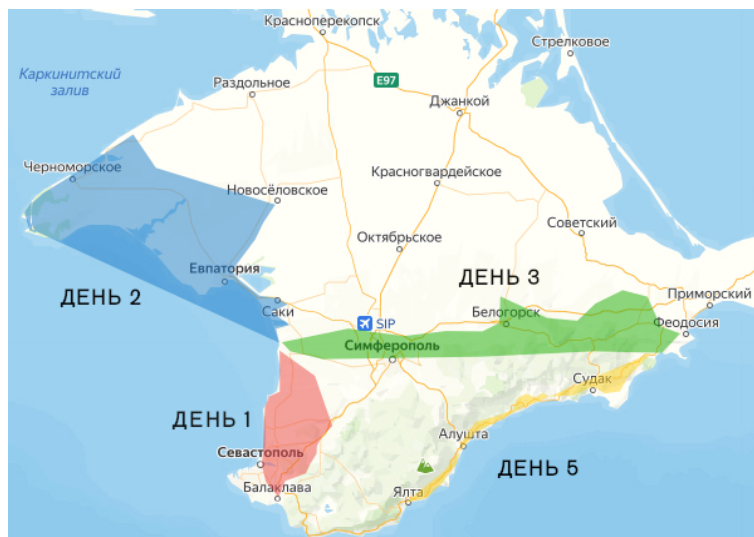 Красноперекопск
Стрелковое
Каркинитский
залив
Раздольное
E97
Джанкой
Черноморское
Красногвардейское
Новосёловское
Советский
Октябрьское
Евпатория
ДЕНЬ 2
ДЕНЬ 3
Саки
Приморский
Белогорск
SIP
Феодосия
Симферополь
Судак
ДЕНЬ 1
Алушта
Севастополь
ДЕНЬ 5
Балаклава
Ялта